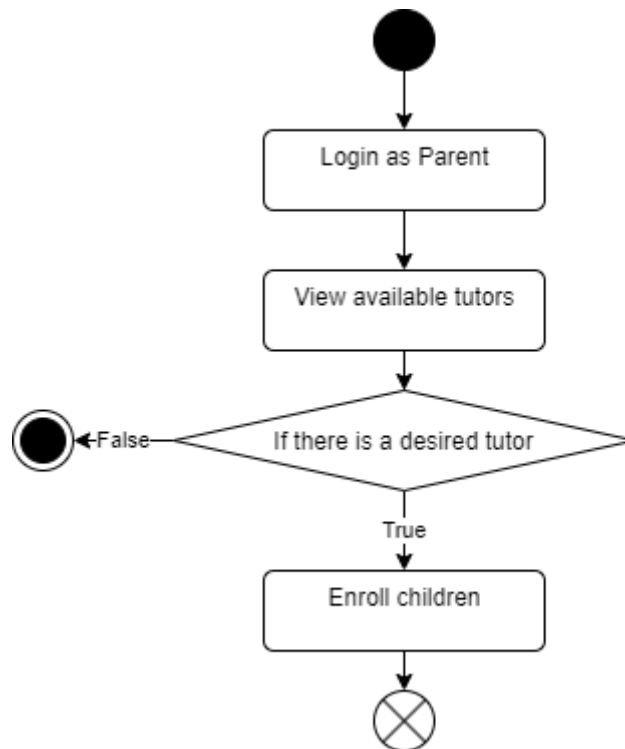 Login as Parent
View available tutors
False
If there is a desired tutor
True
Enroll children